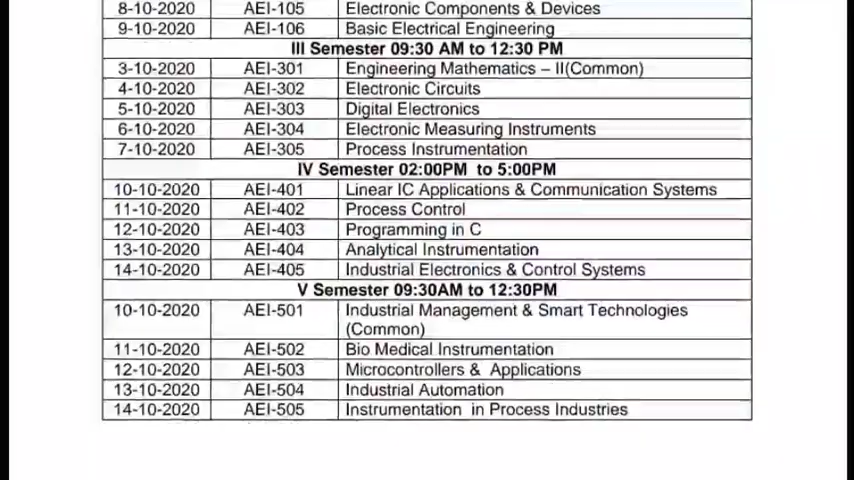 8-10-2020 AEI-105 Electronic Components & Devices
9-10-2020 AEI-106 Basic Electrical Engineering
III Semester 09:30 AM to 12:30 PM
3-10-2020 AEI-301 Engineering Mathematics – II(Common)
4-10-2020 AEI-302 Electronic Circuits
5-10-2020 AEI-303 Digital Electronics
6-10-2020 AEI-304 Electronic Measuring Instruments
7-10-2020 AEI-305 Process Instrumentation
IV Semester 02:00PM to 5:00PM
10-10-2020 AEI-401 Linear IC Applications & Communication Systems
11-10-2020 AEI-402 Process Control
12-10-2020 AEI-403 Programming in C
13-10-2020 AEI-404 Analytical Instrumentation
14-10-2020 AEI-405 Industrial Electronics & Control Systems
V Semester 09:30AM to 12:30PM
10-10-2020 AEI-501 Industrial Management & Smart Technologies
(Common)
11-10-2020 AEI-502 Bio Medical Instrumentation
12-10-2020 AEI-503 Microcontrollers & Applications
13-10-2020 AEI-504 Industrial Automation
14-10-2020 AEI-505 Instrumentation in Process Industries